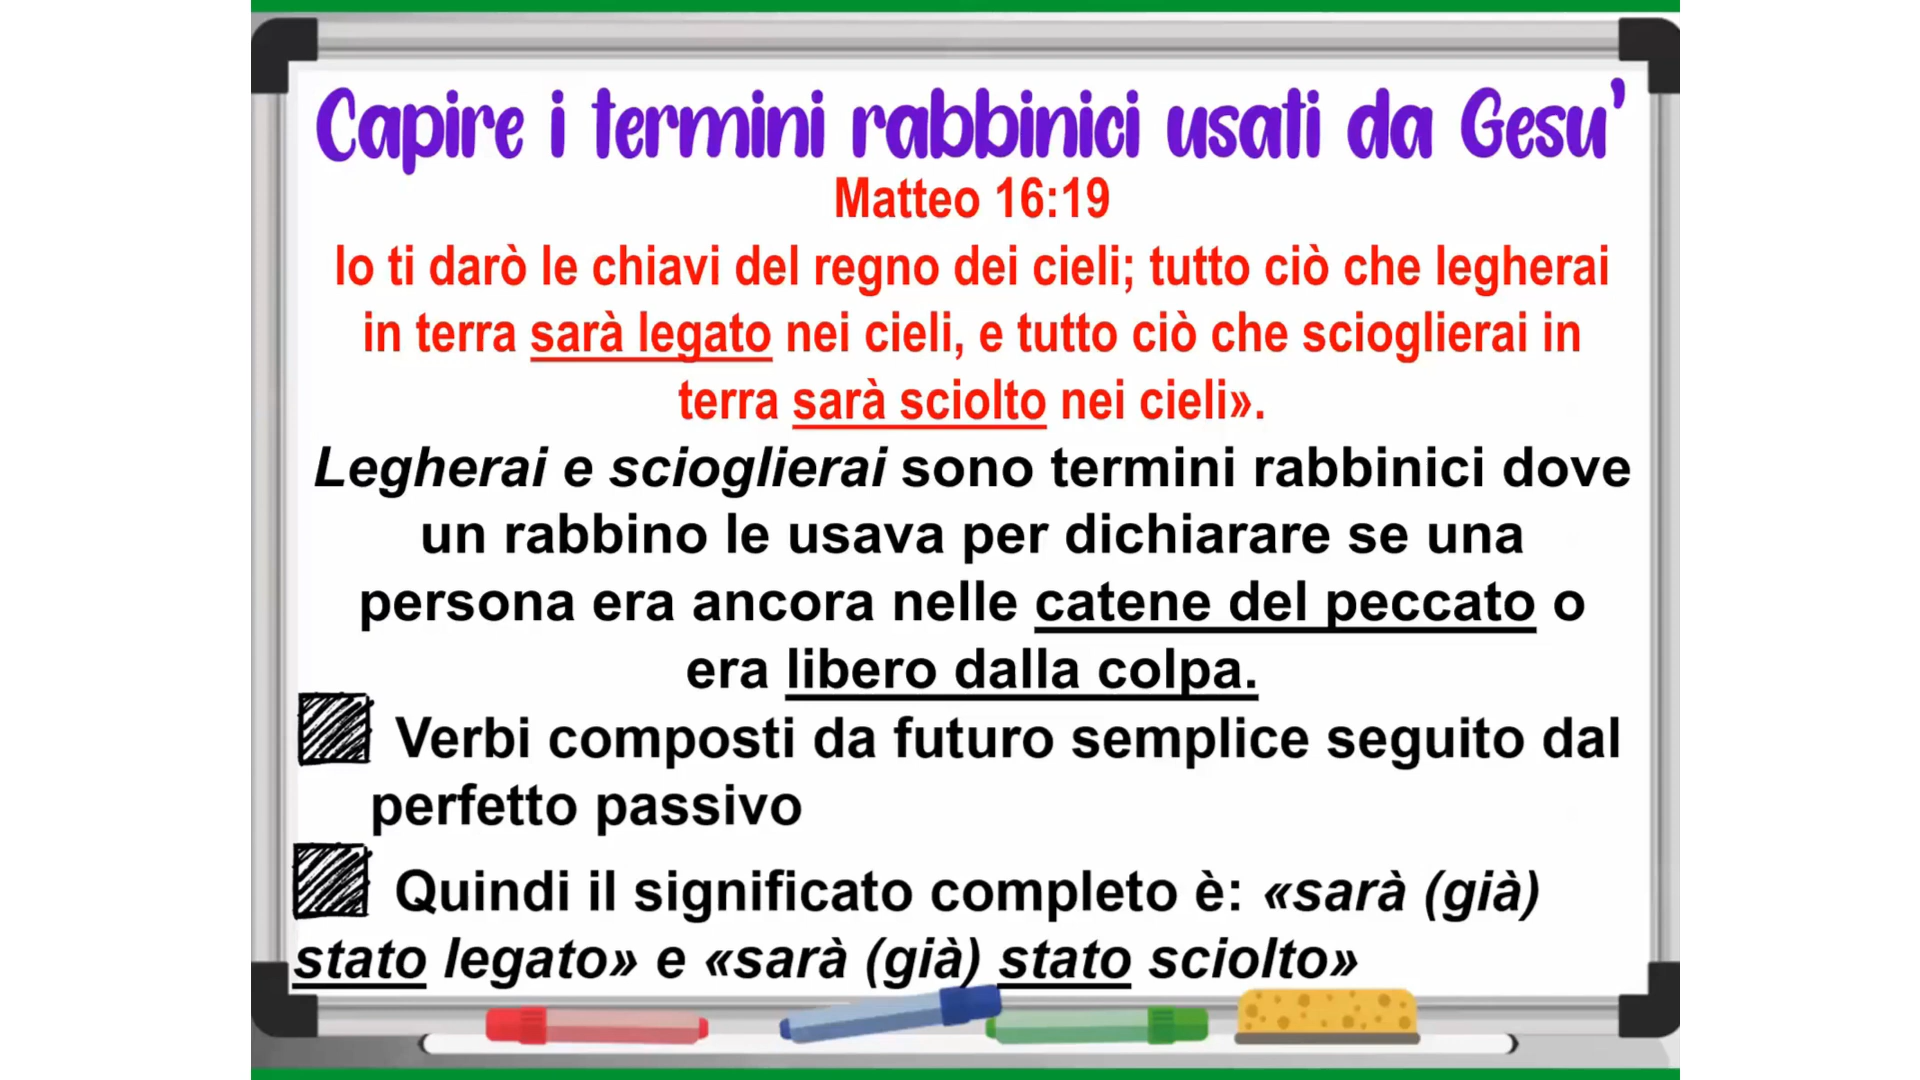 Capire i termini rabbinici usati da Gesu'
Matteo 16:19
Io ti darò le chiavi del regno dei cieli; tutto ciò che legherai
in terra sarà legato nei cieli, e tutto ciò che scioglierai in
terra sarà sciolto nei cieli».
Legherai e scioglierai sono termini rabbinici dove
un rabbino le usava per dichiarare se una
persona era ancora nelle catene del peccato o
era libero dalla colpa.
Verbi composti da futuro semplice seguito dal
perfetto passivo
Quindi il significato completo è: «sarà (già)
stato legato» e «sarà (già) stato sciolto»